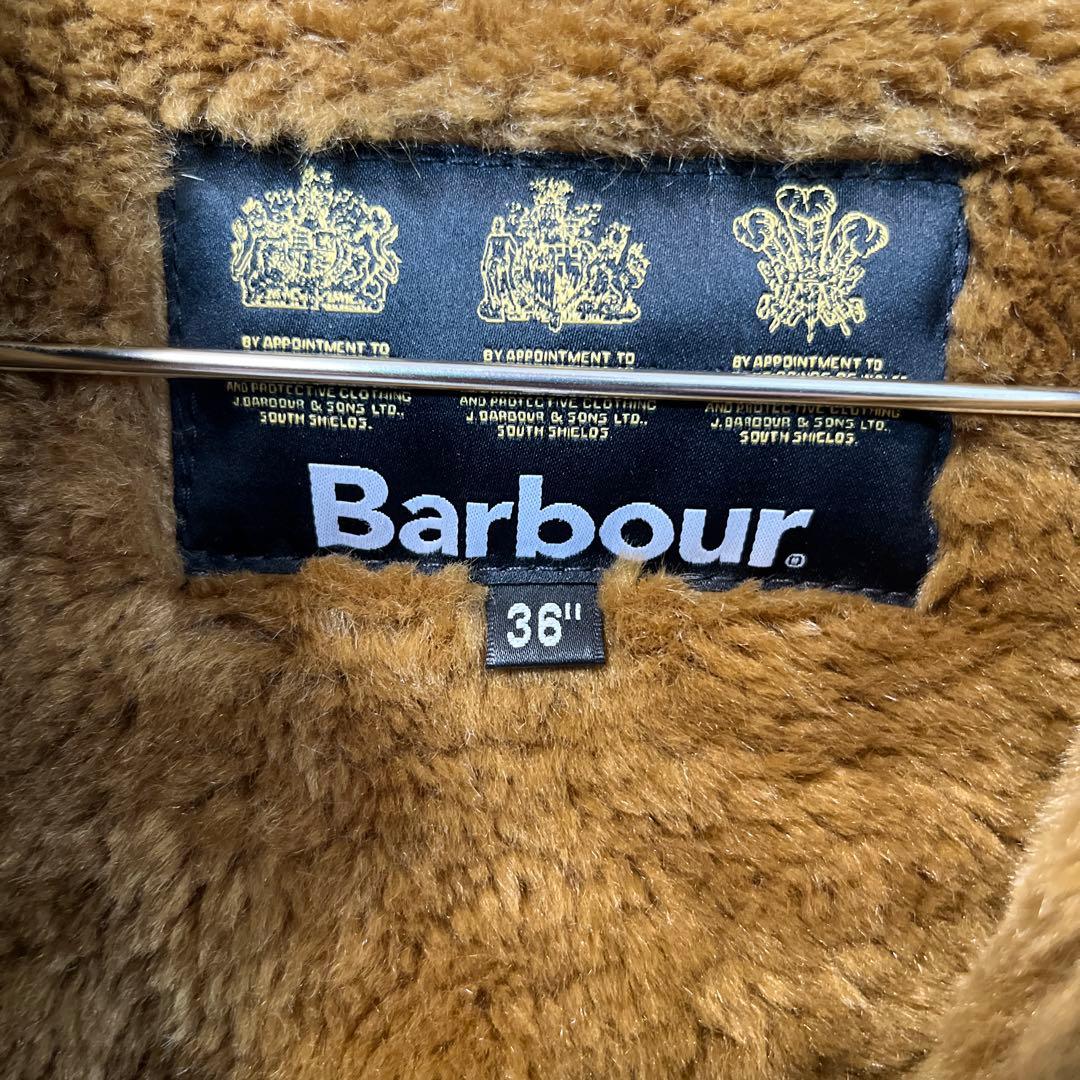 BY APPOINTMENT TO
AND PROTECTIVE CLOTHING
J.BARBOUR & SONS LTD.,
SOUTH SHIELDS.
BY APPOINTMENT TO
AND PROTECTIVE CLOTHING
J.BARBOUR & SONS LTD.,
SOUTH SHIELDS
BY APPOINTMENT TO
AND PROTECTIVE CLOTHING
J.BARBOUR & SONS LTD.,
SOUTH SHIELDS.
Barbour®
36"